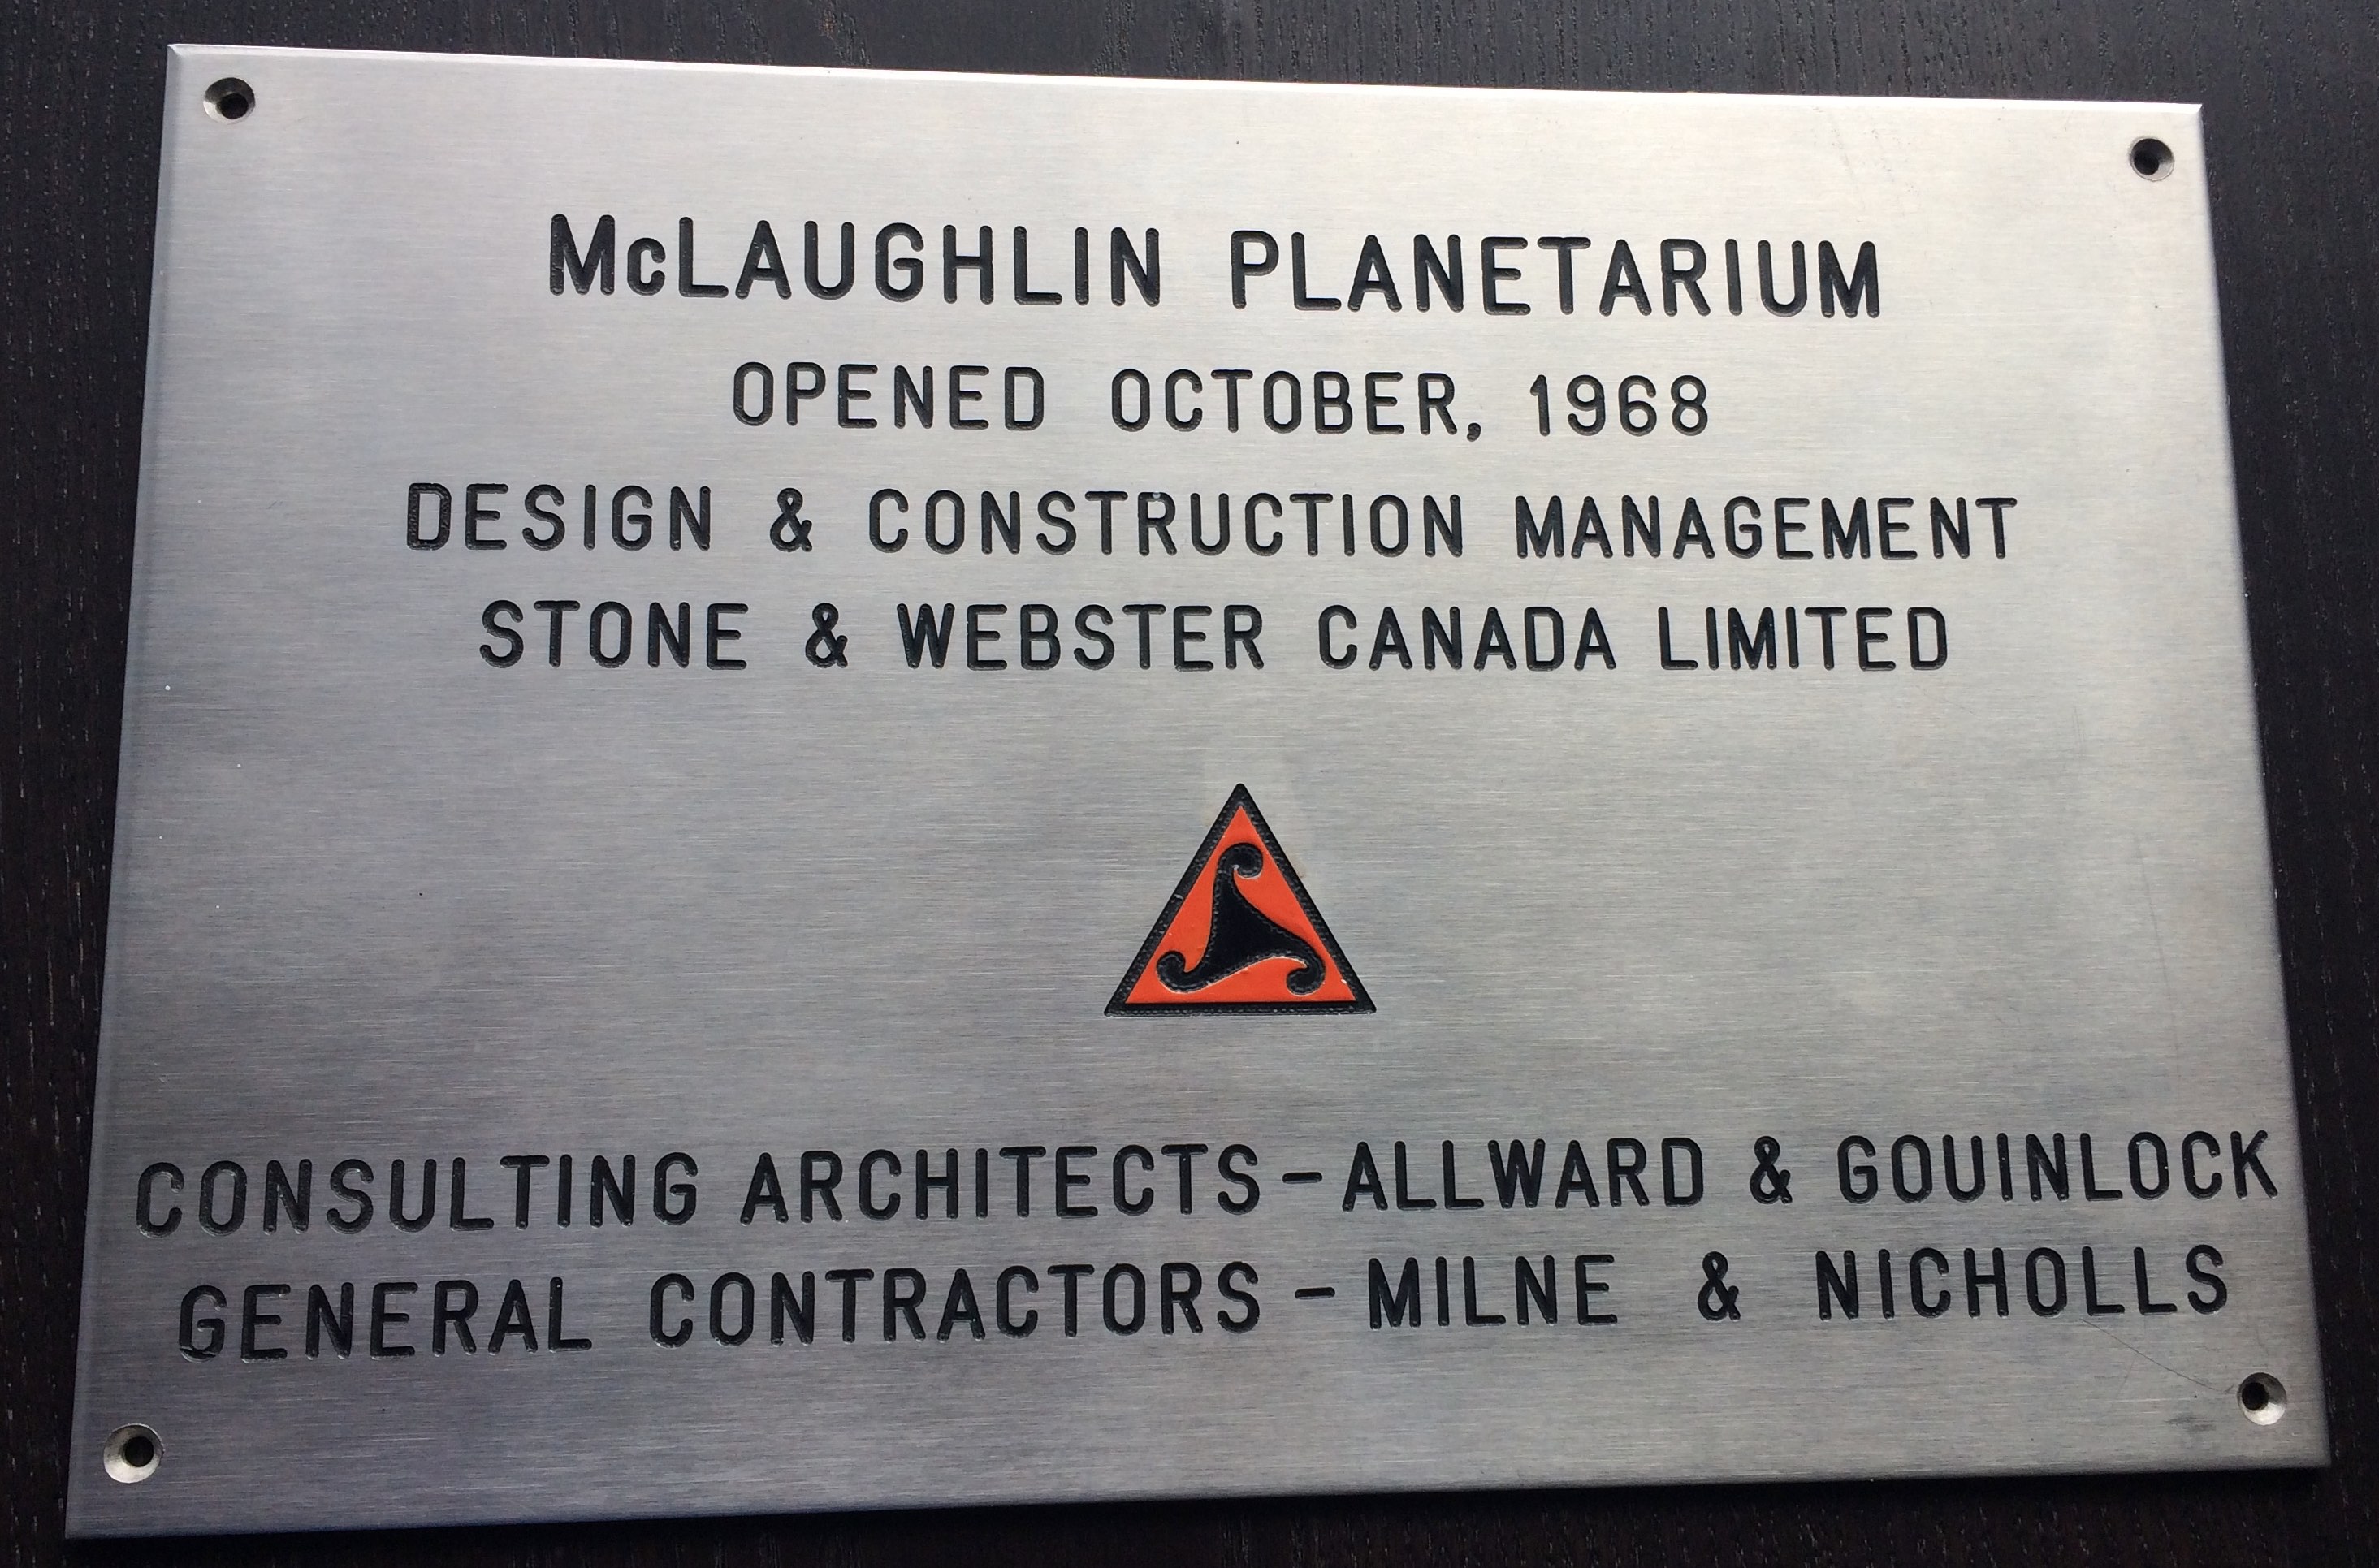 McLAUGHLIN PLANETARIUM
OPENED OCTOBER, 1968
DESIGN & CONSTRUCTION MANAGEMENT
STONE & WEBSTER CANADA LIMITED
CONSULTING ARCHITECTS – ALLWARD & GOUINLOCK
GENERAL CONTRACTORS – MILNE & NICHOLLS